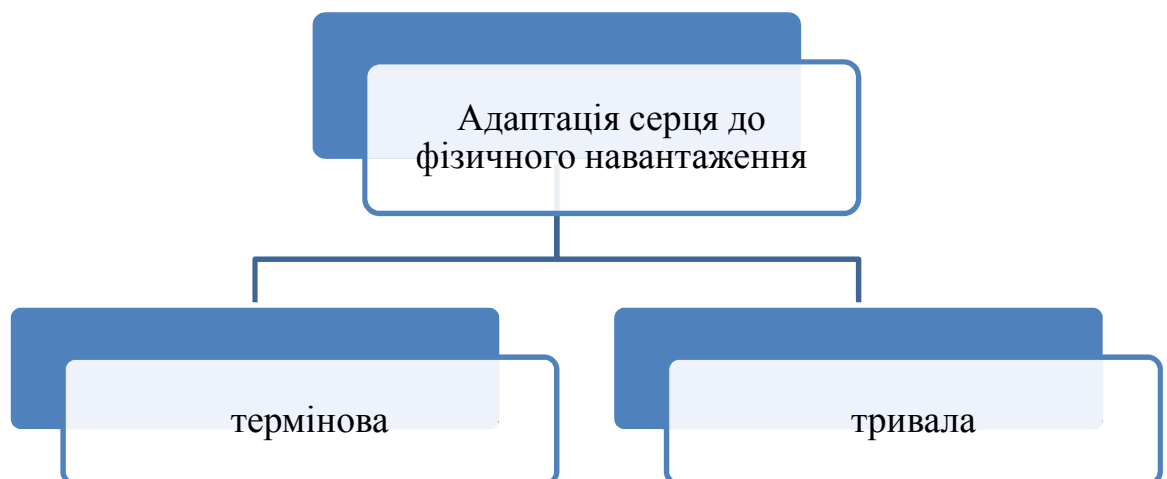 Адаптація серця до
фізичного навантаження
термінова
тривала